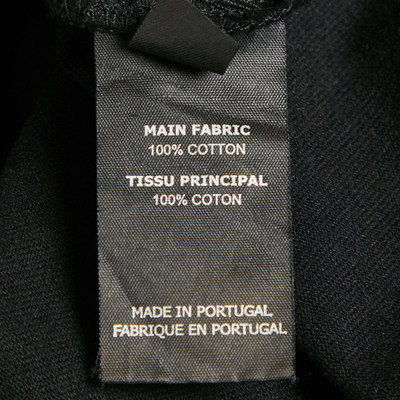 MAIN FABRIC
100% COTTON
TISSU PRINCIPAL
100% COTON
MADE IN PORTUGAL
FABRIQUE EN PORTUGAL